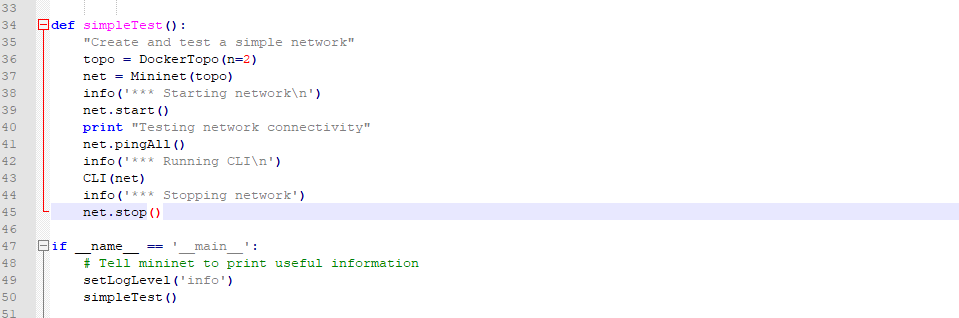 33
34 def simpleTest():
35     "Create and test a simple network"
36     topo = DockerTopo(n=2)
37     net = Mininet(topo)
38     info('*** Starting network\n')
39     net.start()
40     print "Testing network connectivity"
41     net.pingAll()
42     info('*** Running CLI\n')
43     CLI(net)
44     info('*** Stopping network')
45     net.stop()
46
47 if __name__ == '__main__':
48     # Tell mininet to print useful information
49     setLogLevel('info')
50     simpleTest()
51